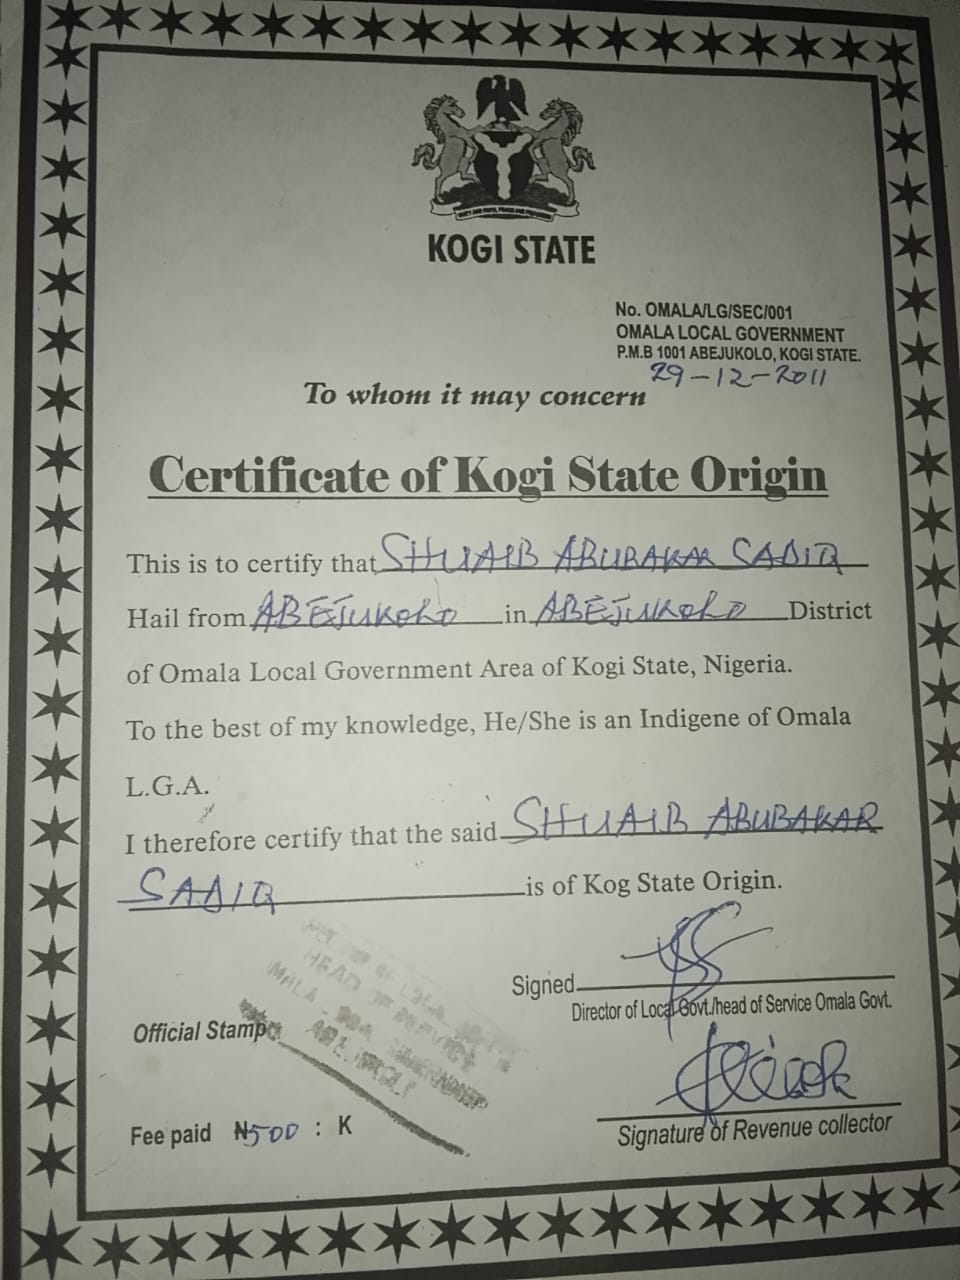 KOGI STATE
No. OMALA/LG/SEC/001
OMALA LOCAL GOVERNMENT
P.M.B 1001 ABEJUKOLO, KOGI STATE.
29-12-2011
To whom it may concern
Certificate of Kogi State Origin
This is to certify that SHUAIB ABUBAKAR SADIQ
Hail from ABEJUKOLO in ABEJUKOLO District
of Omala Local Government Area of Kogi State, Nigeria.
To the best of my knowledge, He/She is an Indigene of Omala
L.G.A.
I therefore certify that the said SHUAIB ABUBAKAR
SADIQ is of Kog State Origin.
Signed
Director of Local Govt./head of Service Omala Govt.
Official Stamp
HEAD OF SERVICE
Fee paid ₦500 : K
Signature of Revenue collector